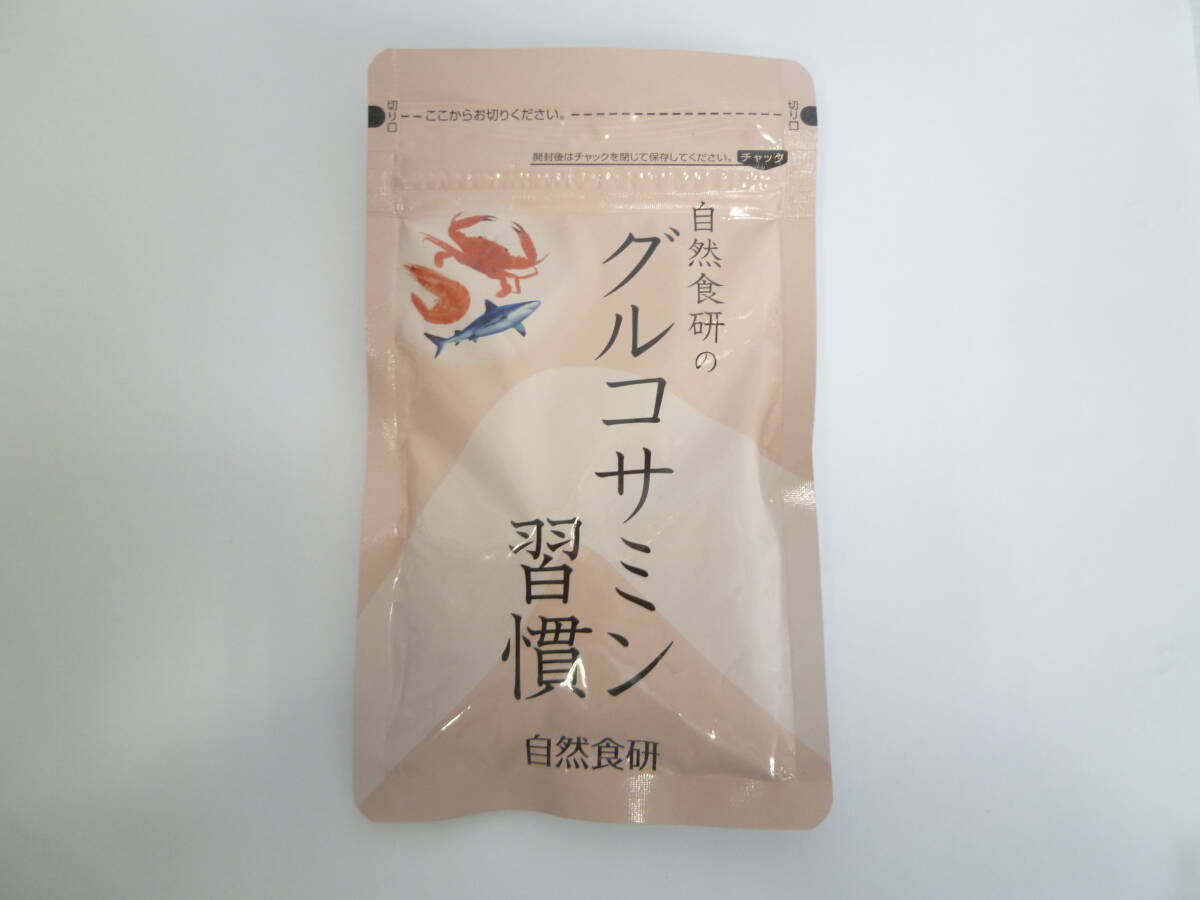 切り口
ここからお切りください。
切り口
開封後はチャックを閉じて保存してください。
チャック
自然食研の
グルコサミン
習慣
自然食研